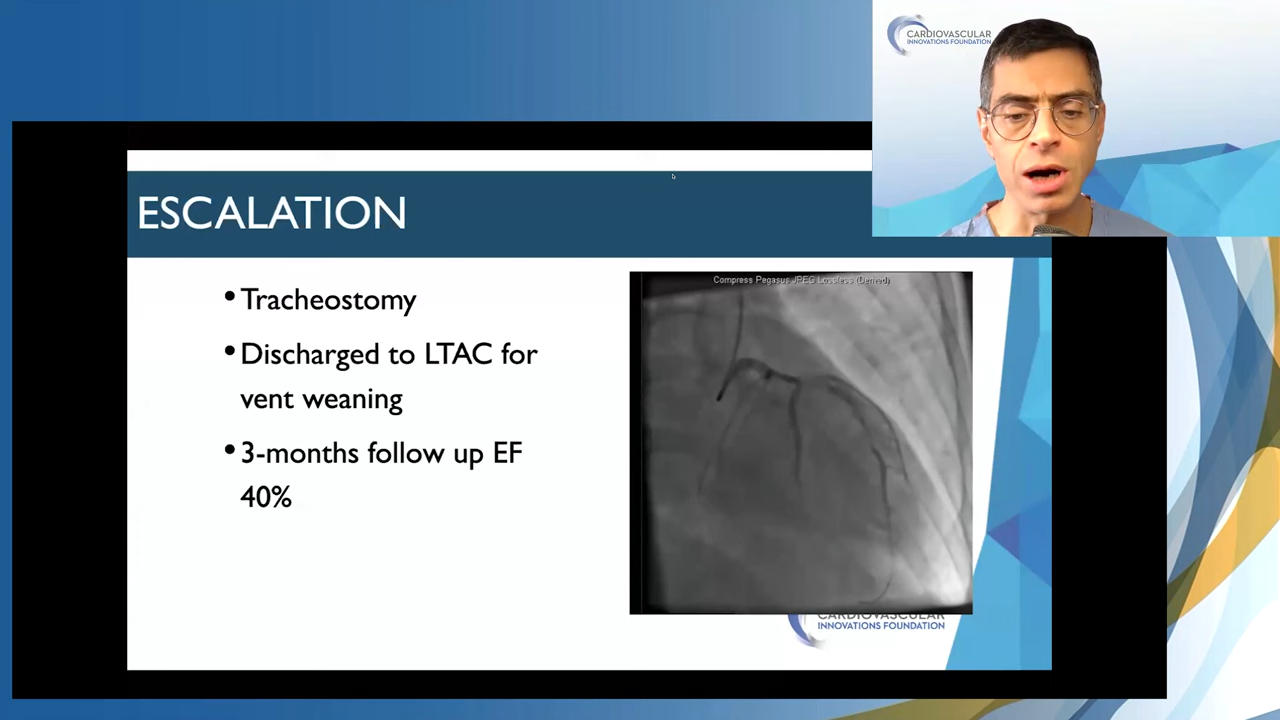 CARDIOVASCULAR
INNOVATIONS FOUNDATION
ESCALATION
• Tracheostomy
• Discharged to LTAC for
vent weaning
• 3-months follow up EF
40%
Compress Pegasus JPEG Lossless (Derived)
CARDIOVASCULAR
INNOVATIONS FOUNDATION